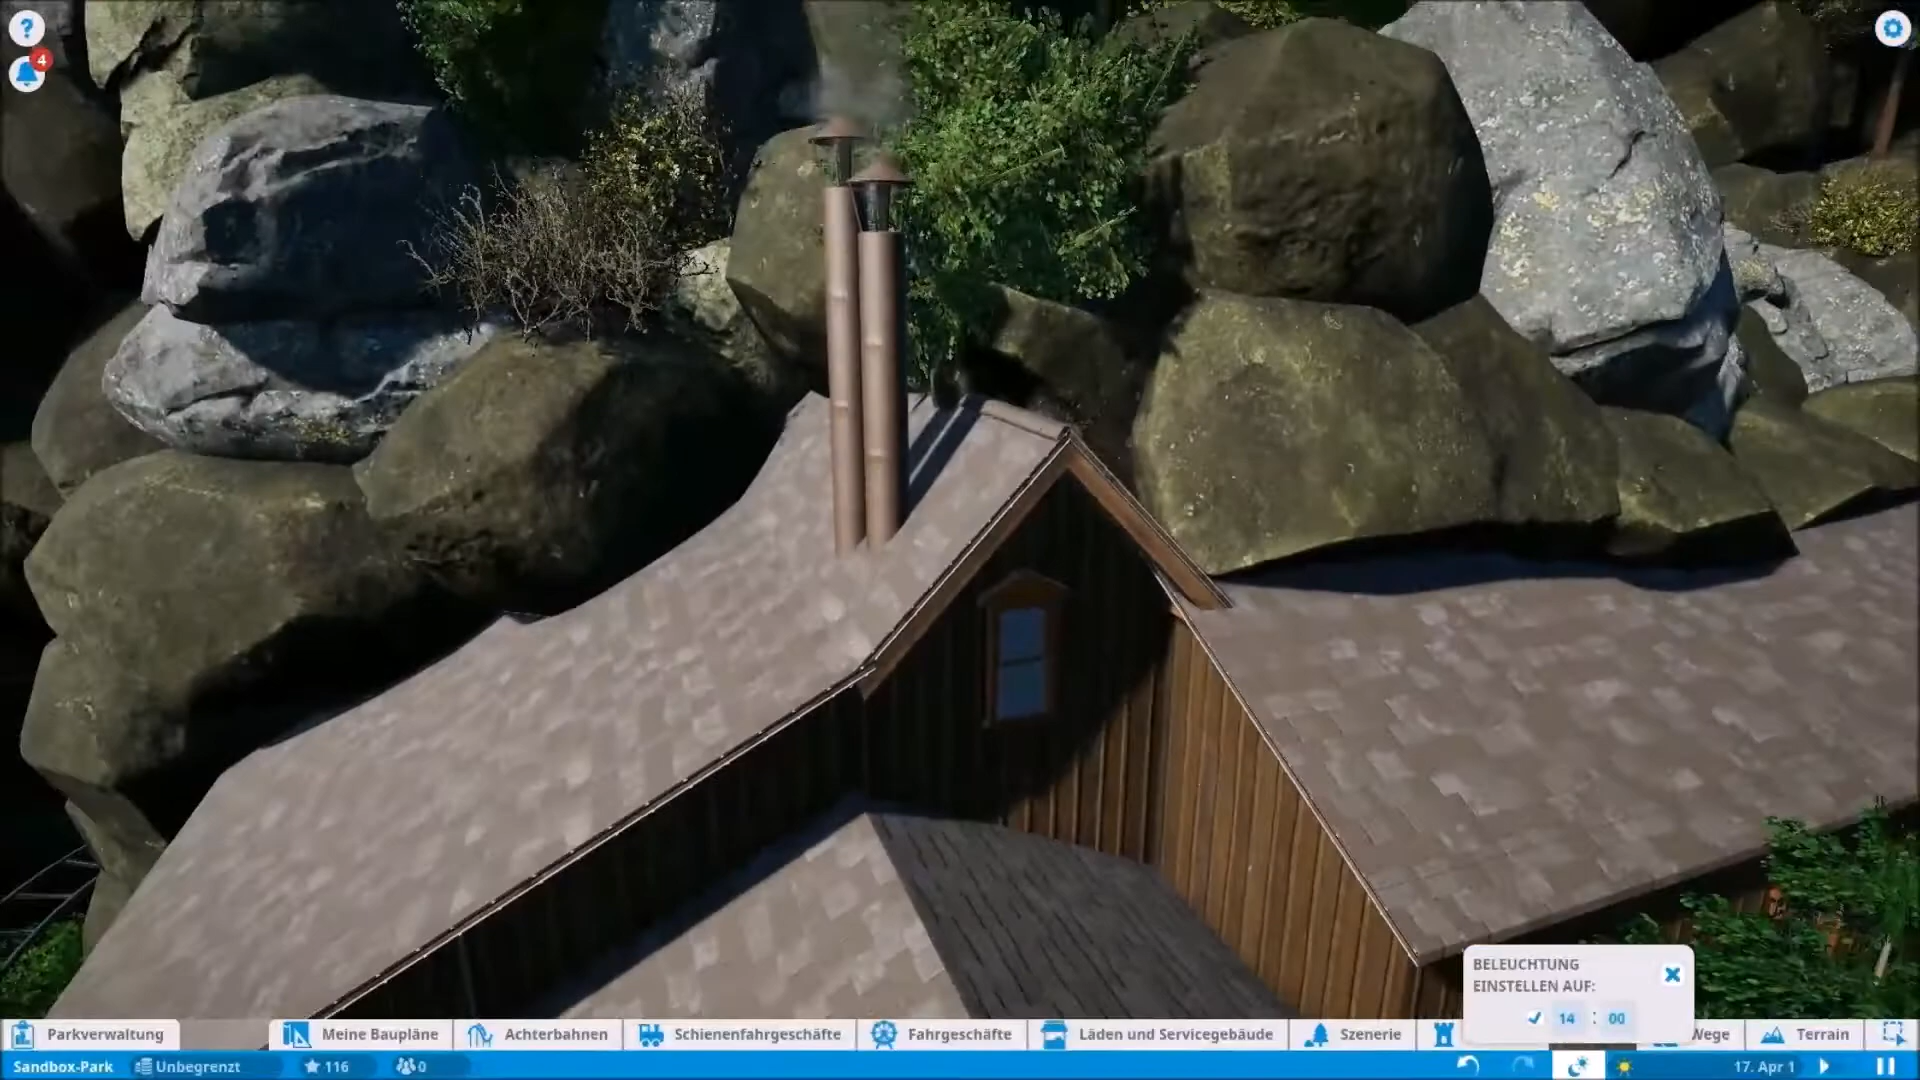 ?
4
BELEUCHTUNG
EINSTELLEN AUF:
14 : 00
Parkverwaltung
Meine Baupläne
Achterbahnen
Schienenfahrgeschäfte
Fahrgeschäfte
Läden und Servicegebäude
Szenerie
Wege
Terrain
Sandbox-Park
Unbegrenzt
116
0
17. Apr 1